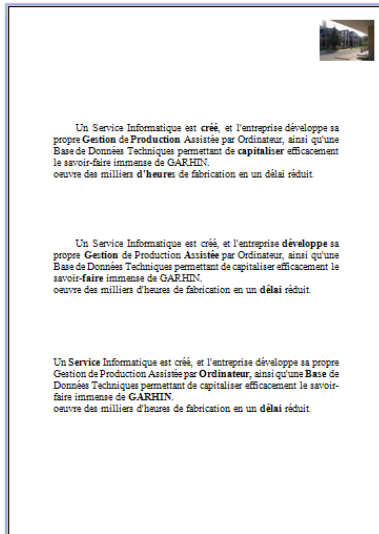 Un Service Informatique est créé, et l'entreprise développe sa
propre Gestion de Production Assistée par Ordinateur, ainsi qu'une
Base de Données Techniques permettant de capitaliser efficacement
le savoir-faire immense de GARHIN.
oeuvre des milliers d'heures de fabrication en un délai réduit.
Un Service Informatique est créé, et l'entreprise développe sa
propre Gestion de Production Assistée par Ordinateur, ainsi qu'une
Base de Données Techniques permettant de capitaliser efficacement le
savoir-faire immense de GARHIN.
oeuvre des milliers d'heures de fabrication en un délai réduit.
Un Service Informatique est créé, et l'entreprise développe sa propre
Gestion de Production Assistée par Ordinateur, ainsi qu'une Base de
Données Techniques permettant de capitaliser efficacement le savoir-
faire immense de GARHIN.
oeuvre des milliers d'heures de fabrication en un délai réduit.